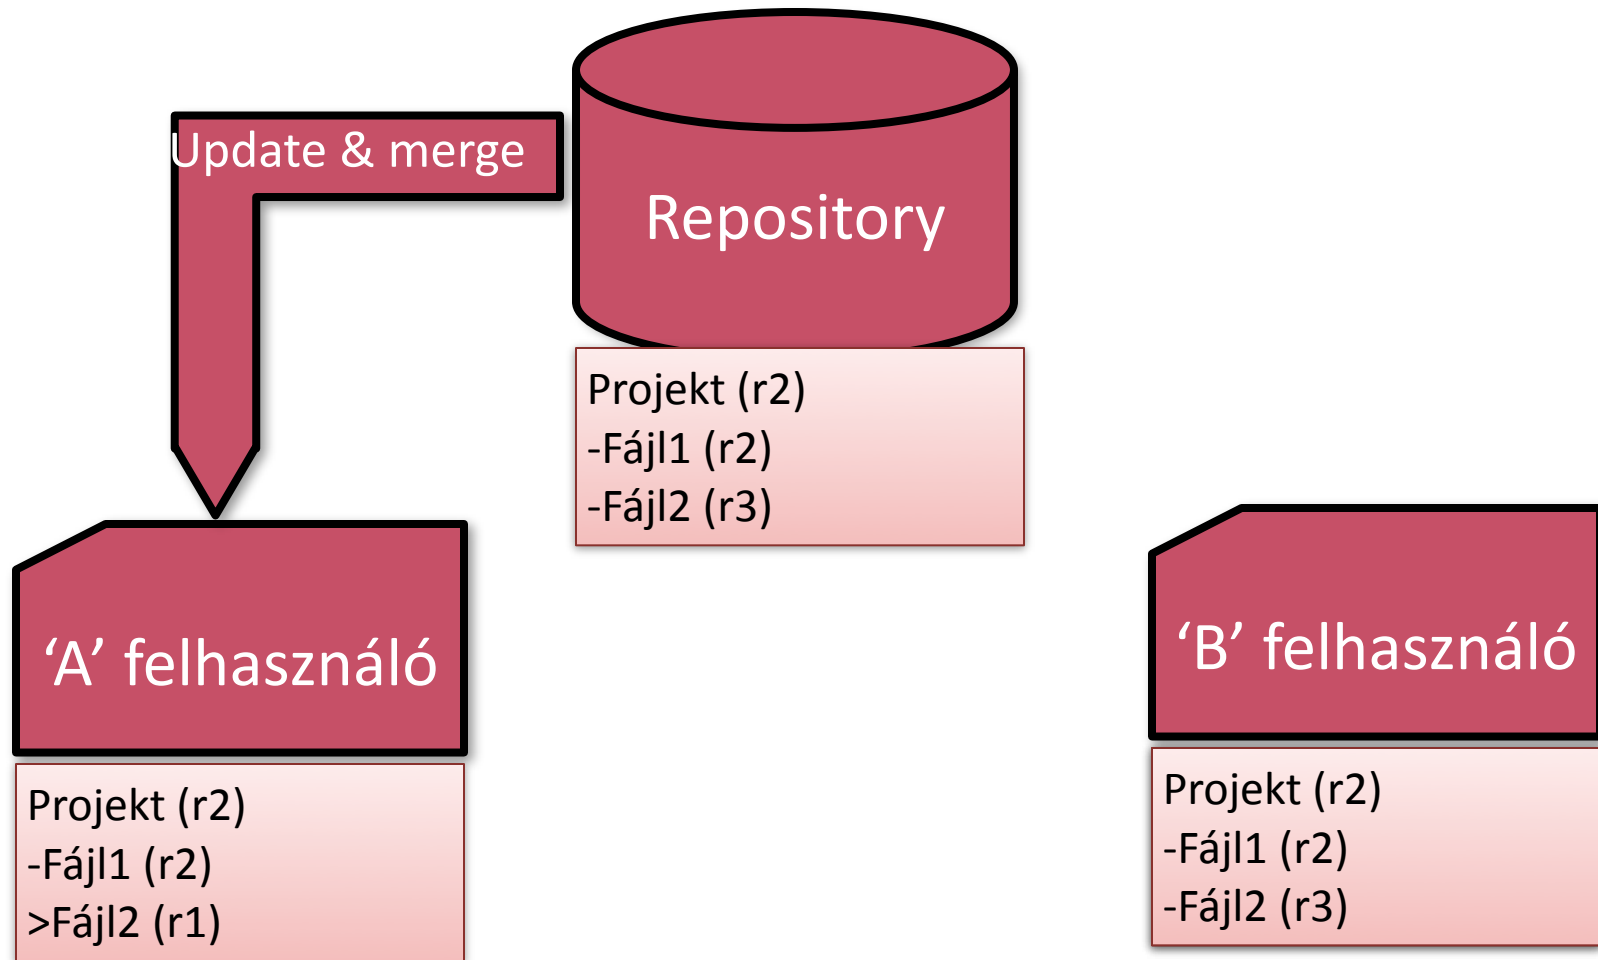 Update & merge
Repository
Projekt (r2)
-Fájl1 (r2)
-Fájl2 (r3)
‘A’ felhasználó
Projekt (r2)
-Fájl1 (r2)
>Fájl2 (r1)
‘B’ felhasználó
Projekt (r2)
-Fájl1 (r2)
-Fájl2 (r3)